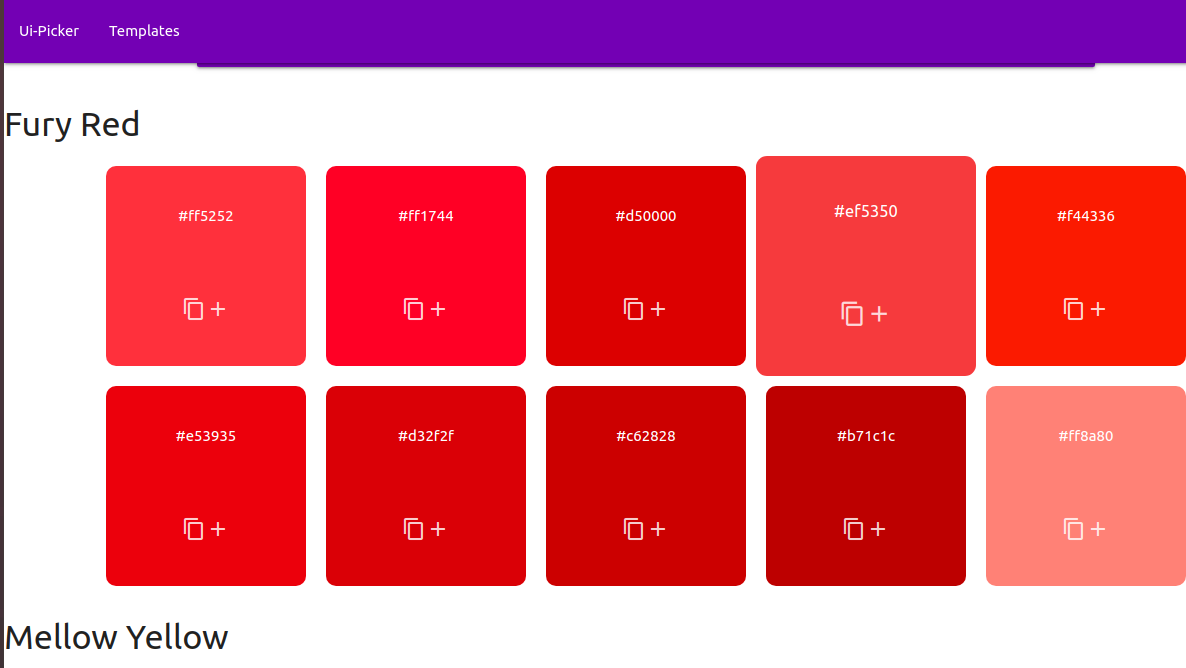 Ui-Picker Templates
Fury Red
#ff5252 #ff1744 #d50000 #ef5350 #f44336
+ + + + +
#e53935 #d32f2f #c62828 #b71c1c #ff8a80
+ + + + +
Mellow Yellow